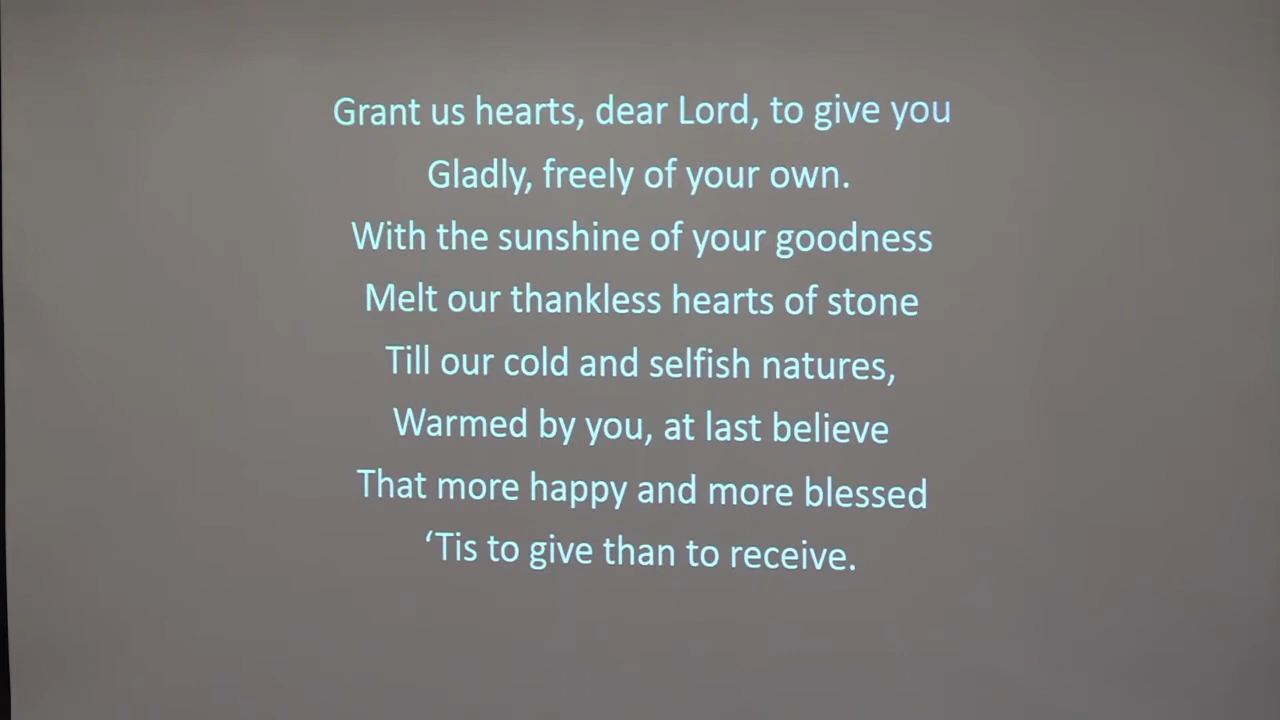 Grant us hearts, dear Lord, to give you
Gladly, freely of your own.
With the sunshine of your goodness
Melt our thankless hearts of stone
Till our cold and selfish natures,
Warmed by you, at last believe
That more happy and more blessed
‘Tis to give than to receive.